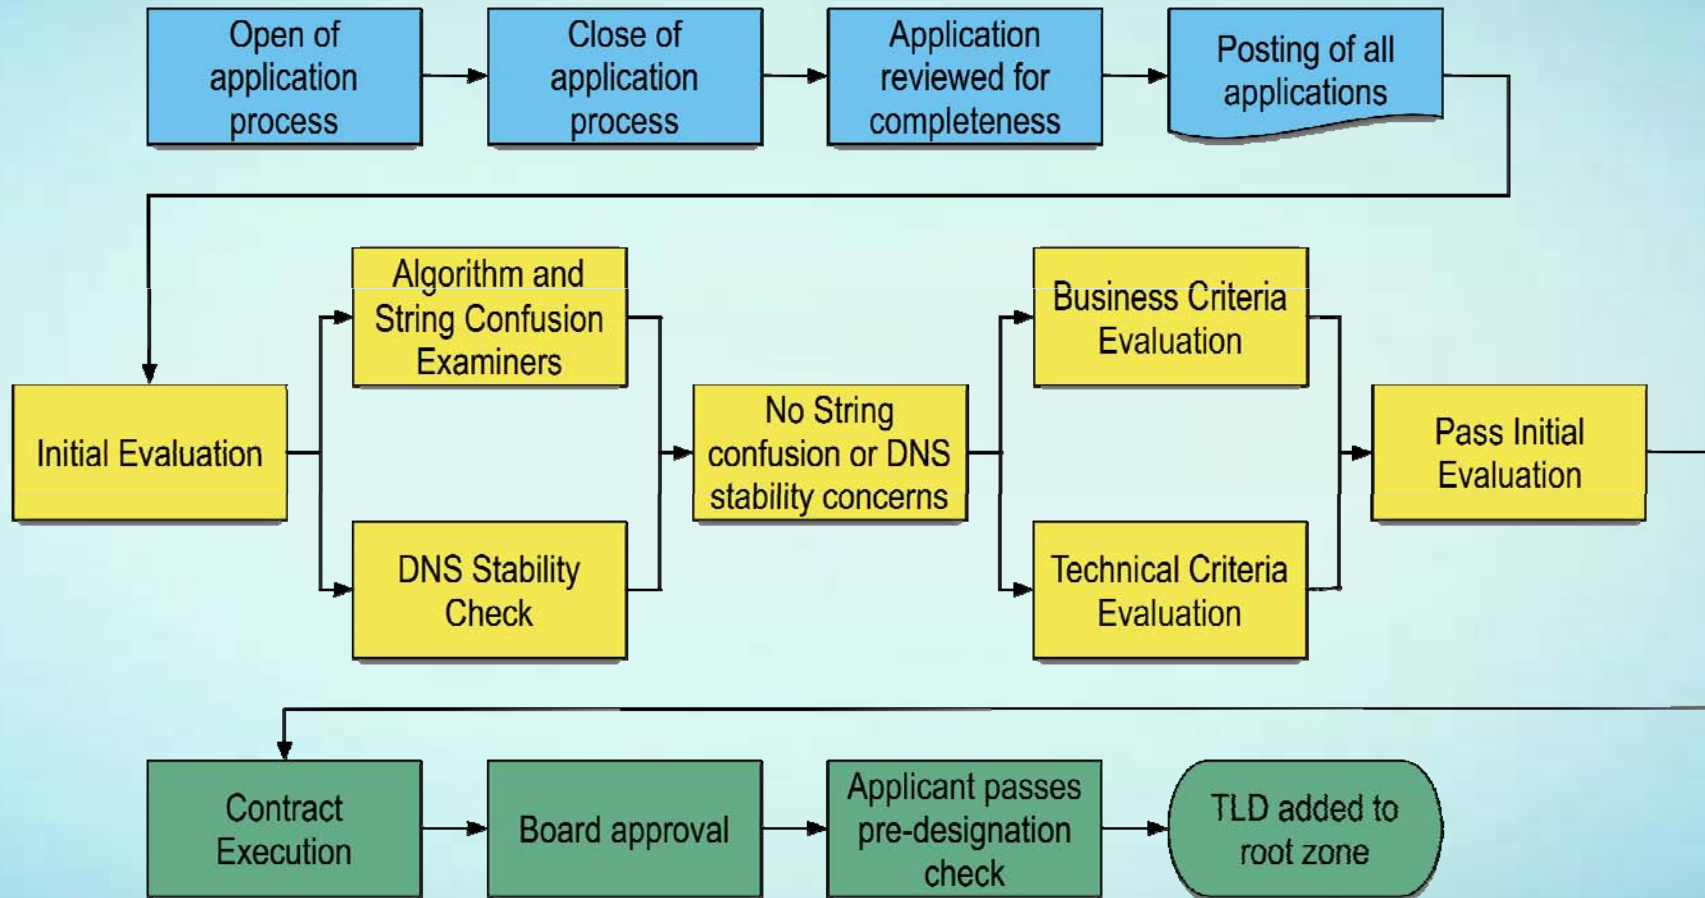 Open of
application
process
Close of
application
process
Application
reviewed for
completeness
Posting of all
applications
Initial Evaluation
Algorithm and
String Confusion
Examiners
DNS Stability
Check
No String
confusion or DNS
stability concerns
Business Criteria
Evaluation
Technical Criteria
Evaluation
Pass Initial
Evaluation
Contract
Execution
Board approval
Applicant passes
pre-designation
check
TLD added to
root zone